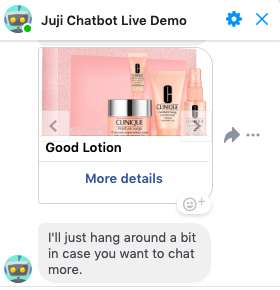 Juji Chatbot Live Demo
CLINIQUE
CLINIQUE
CLINIQUE
Good Lotion
More details
I'll just hang around a bit
in case you want to chat
more.